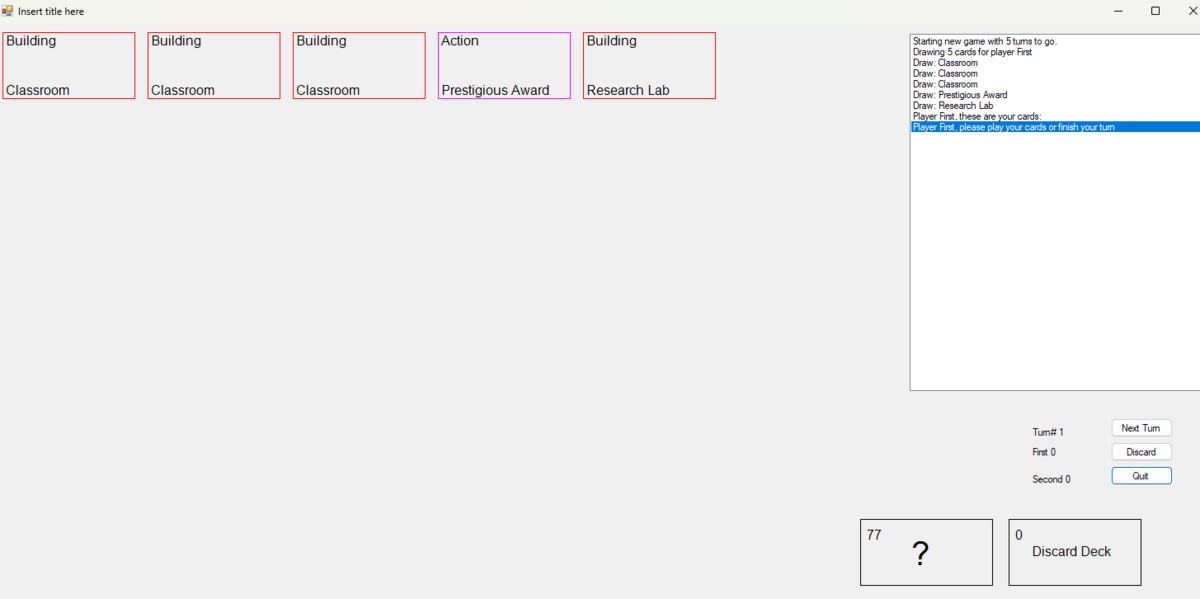 Insert title here
Building
Classroom
Building
Classroom
Building
Classroom
Action
Prestigious Award
Building
Research Lab
Starting new game with 5 turns to go.
Drawing 5 cards for player First
Draw: Classroom
Draw: Classroom
Draw: Classroom
Draw: Prestigious Award
Draw: Research Lab
Player First, these are your cards:
Player First, please play your cards or finish your turn
Turn# 1
Next Turn
First 0
Discard
Second 0
Quit
77
?
0
Discard Deck